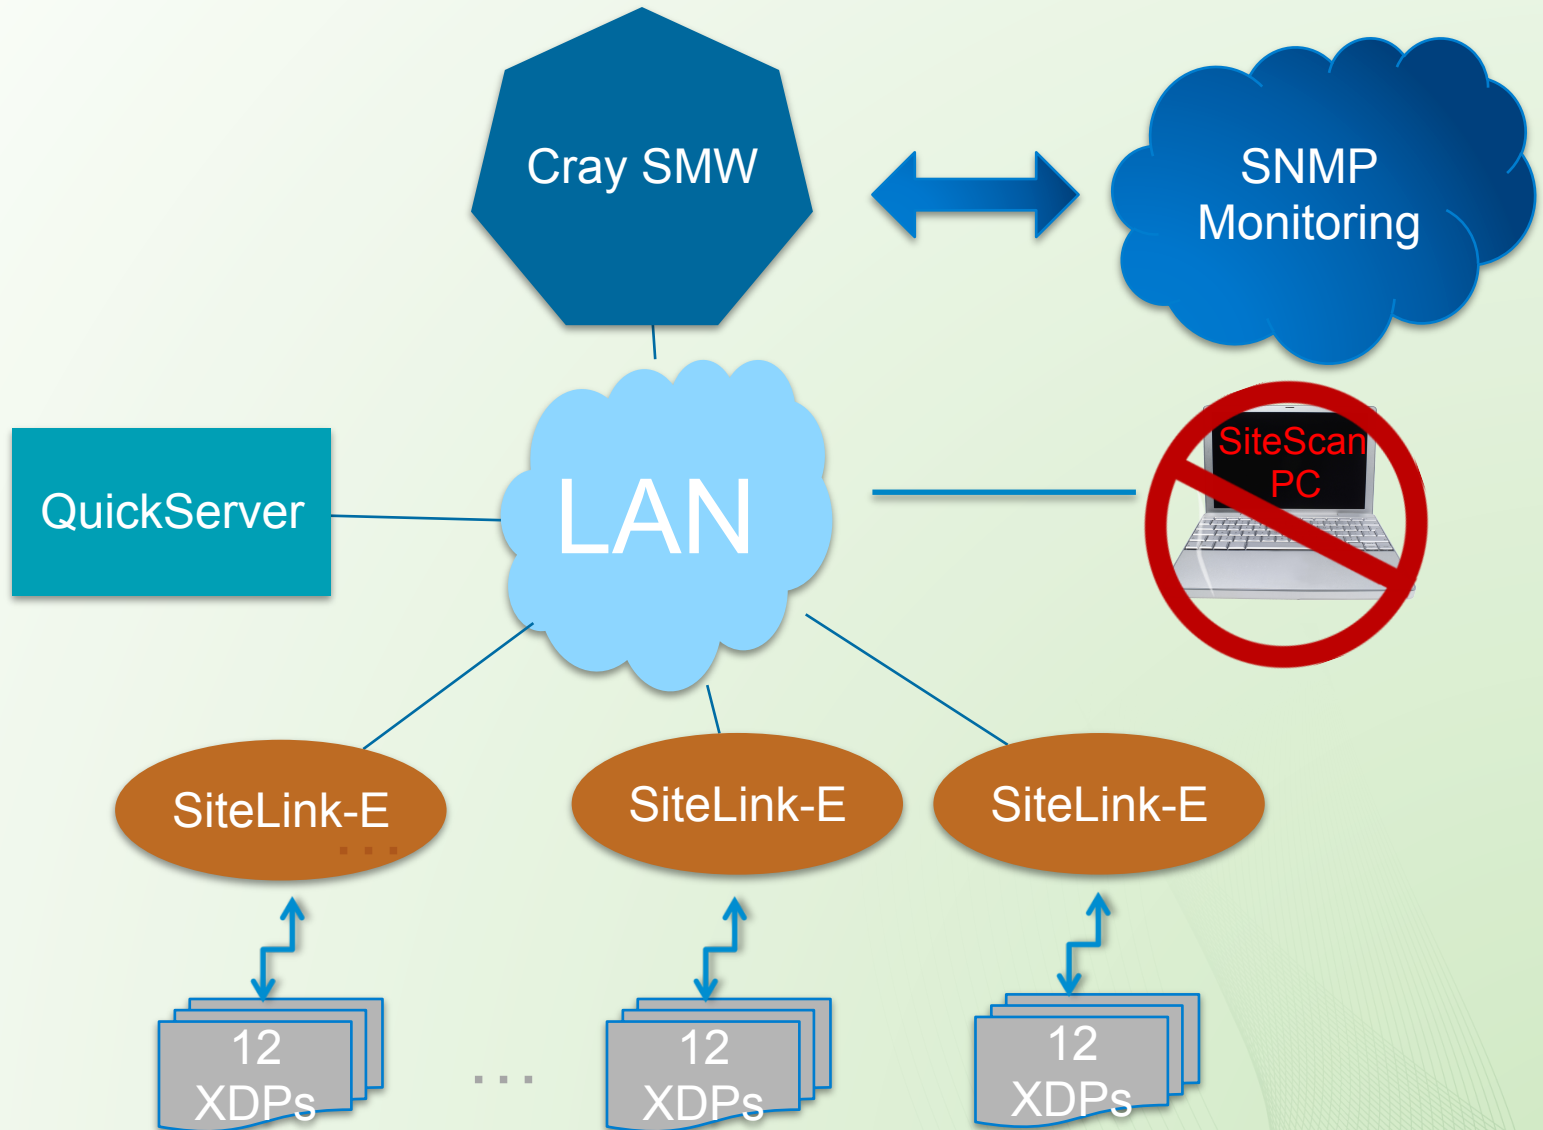 Cray SMW
SNMP
Monitoring
SiteScan
PC
QuickServer
LAN
SiteLink-E
...
SiteLink-E
SiteLink-E
12
XDPs
...
12
XDPs
12
XDPs